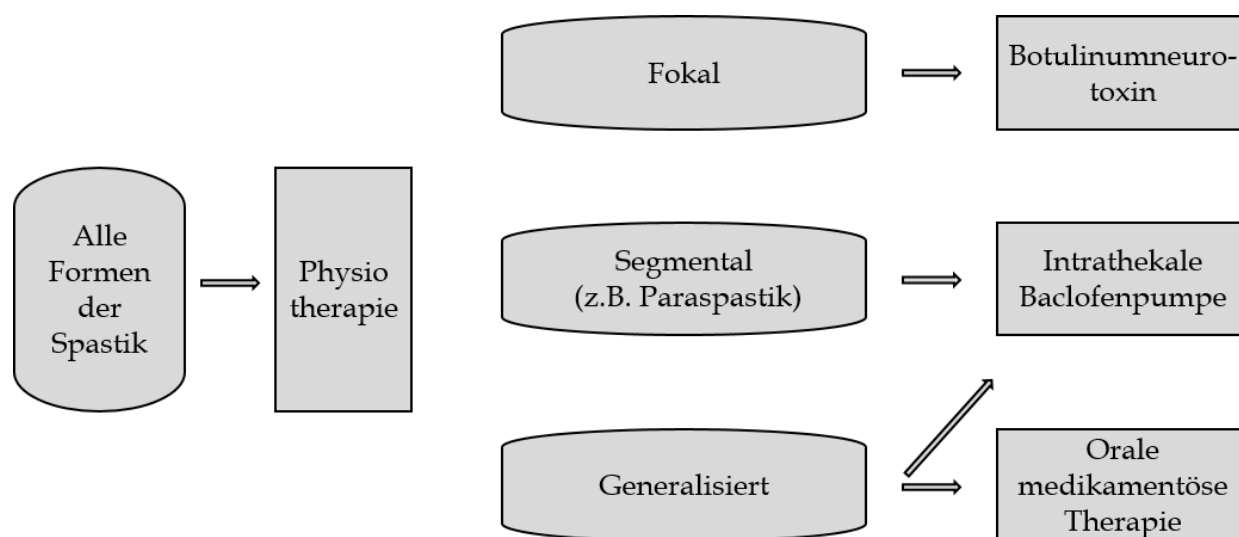 Alle
Formen
der
Spastik
Physio
therapie
Fokal
Botulinumneuro-
toxin
Segmental
(z.B. Paraspastik)
Intrathekale
Baclofenpumpe
Generalisiert
Orale
medikamentöse
Therapie